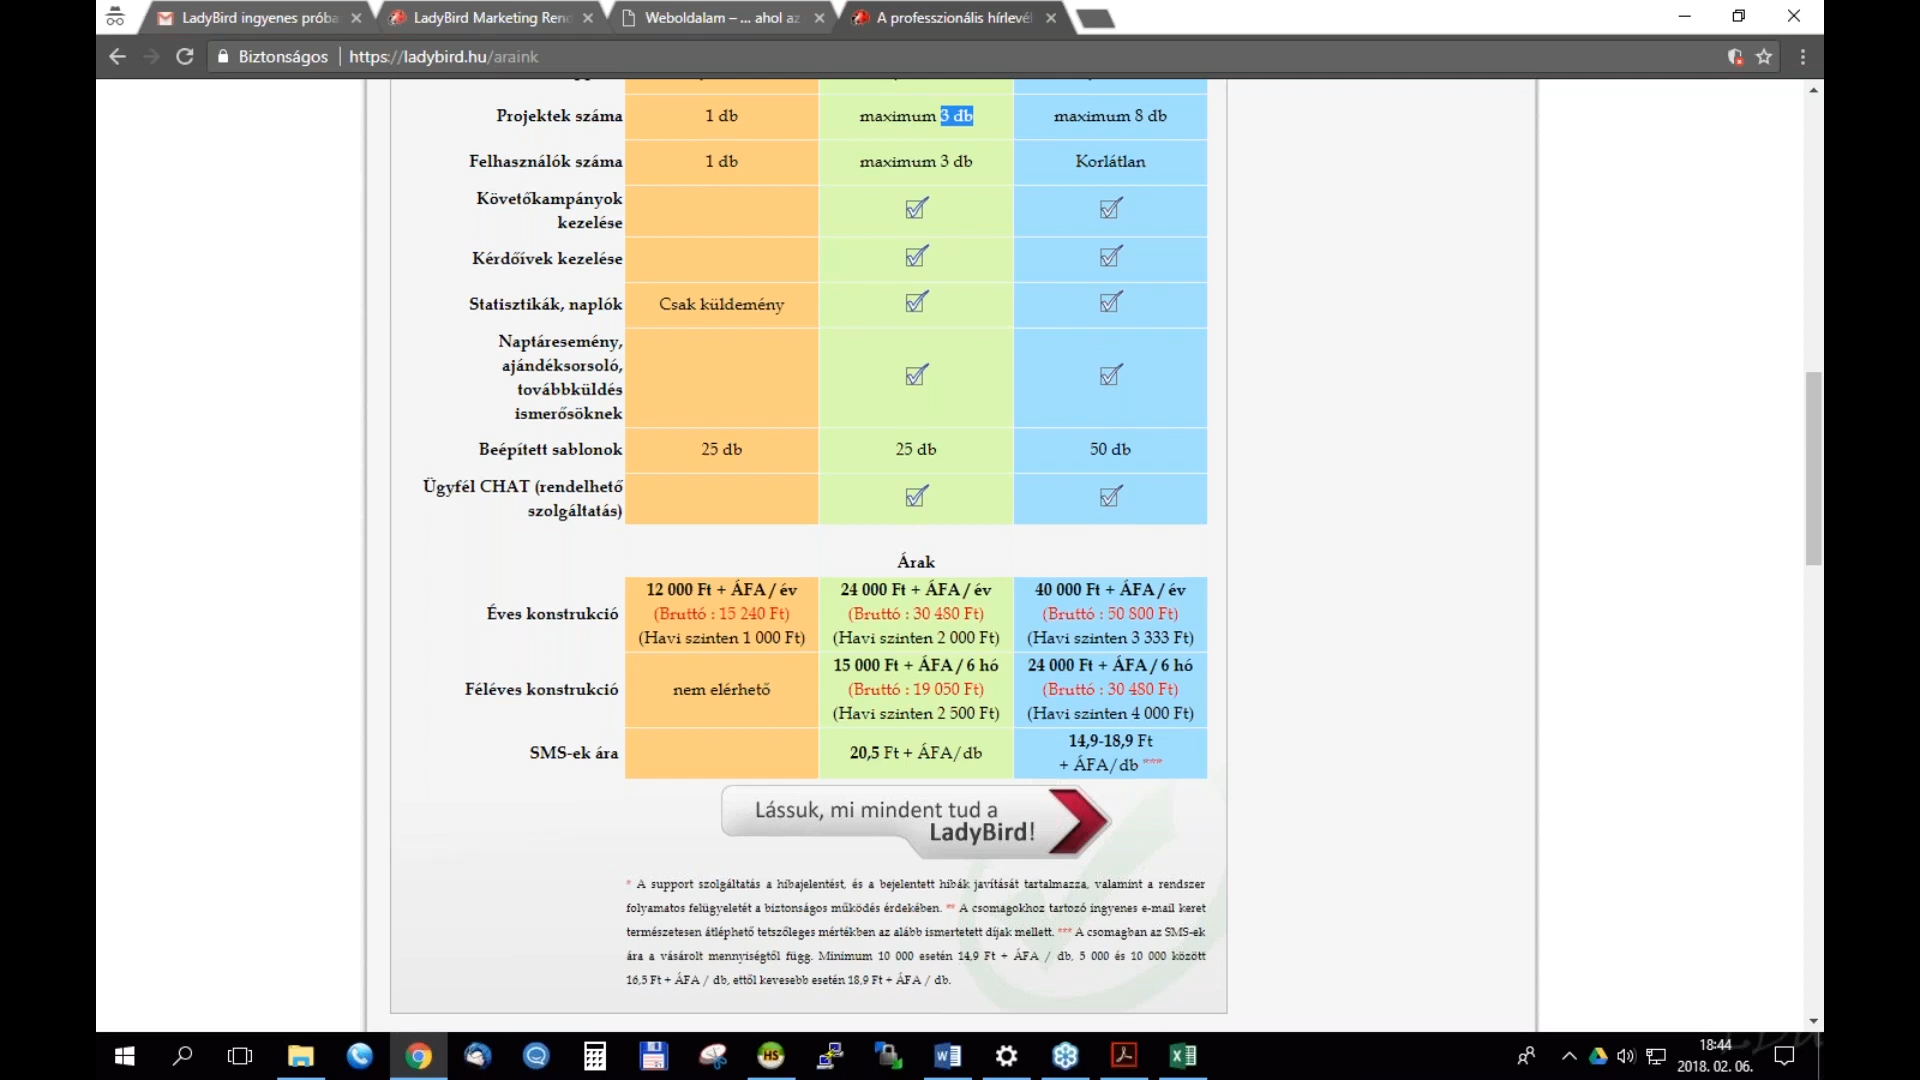 LadyBird ingyenes próba
LadyBird Marketing Rend
Weboldalam – ... ahol az
A professzionális hírlevél
Biztonságos
https://ladybird.hu/araink
Projektek száma 1 db maximum 3 db maximum 8 db
Felhasználók száma 1 db maximum 3 db Korlátlan
Követőkampányok
kezelése
Kérdőívek kezelése
Statisztikák, naplók Csak küldemény
Naptáresemény,
ajándéksorsoló,
továbbküldés
ismerősöknek
Beépített sablonok 25 db 25 db 50 db
Ügyfél CHAT (rendelhető
szolgáltatás)
Árak
Éves konstrukció
12 000 Ft + ÁFA / év
(Bruttó : 15 240 Ft)
(Havi szinten 1 000 Ft)
24 000 Ft + ÁFA / év
(Bruttó : 30 480 Ft)
(Havi szinten 2 000 Ft)
40 000 Ft + ÁFA / év
(Bruttó : 50 800 Ft)
(Havi szinten 3 333 Ft)
Féléves konstrukció
nem elérhető
15 000 Ft + ÁFA / 6 hó
(Bruttó : 19 050 Ft)
(Havi szinten 2 500 Ft)
24 000 Ft + ÁFA / 6 hó
(Bruttó : 30 480 Ft)
(Havi szinten 4 000 Ft)
SMS-ek ára
20,5 Ft + ÁFA/db
14,9-18,9 Ft
+ ÁFA/db ***
Lássuk, mi mindent tud a
LadyBird!
* A support szolgáltatás a hibajelentést, és a bejelentett hibák javítását tartalmazza, valamint a rendszer
folyamatos felügyeletét a biztonságos működés érdekében. ** A csomagokhoz tartozó ingyenes e-mail keret
természetesen átléphető tetszőleges mértékben az alább ismertetett díjak mellett. *** A csomagban az SMS-ek
ára a vásárolt mennyiségtől függ. Minimum 10 000 esetén 14,9 Ft + ÁFA / db, 5 000 és 10 000 között
16,5 Ft + ÁFA / db, ettől kevesebb esetén 18,9 Ft + ÁFA / db.
HS
18:44
2018. 02. 06.